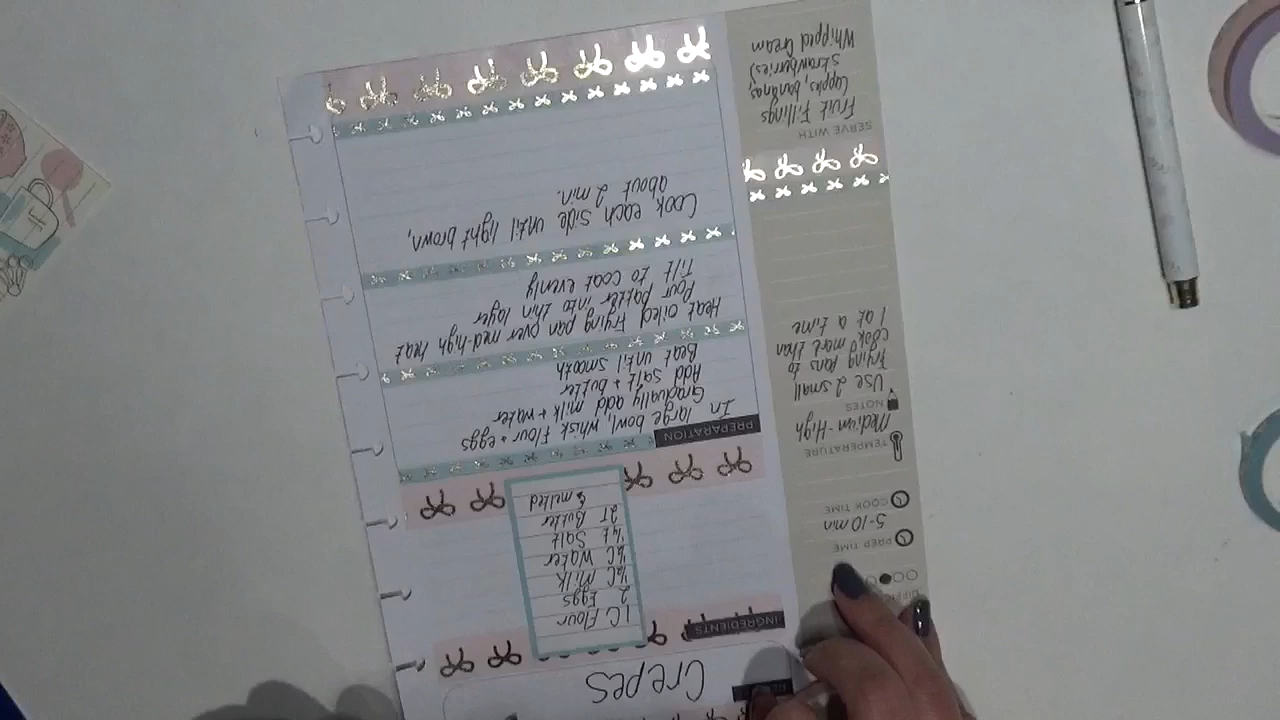 Crepes
INGREDIENTS
1 C Flour
2 Eggs
½C Milk
½C Water
¼t Salt
2T Butter
melted
PREPARATION
In large bowl, whisk flour + eggs
Gradually add milk + water
Add salt + butter
Beat until smooth
Heat oiled frying pan over med-high heat
Pour batter into thin layer
Tilt to coat evenly
Cook each side until light brown,
about 2 min.
PREP TIME
5-10 min
COOK TIME
TEMPERATURE
Medium-High
NOTES
Use 2 small
frying pans to
cook more than
1 at a time
SERVE WITH
Fruit Fillings
(apples, bananas
strawberries)
Whipped Cream